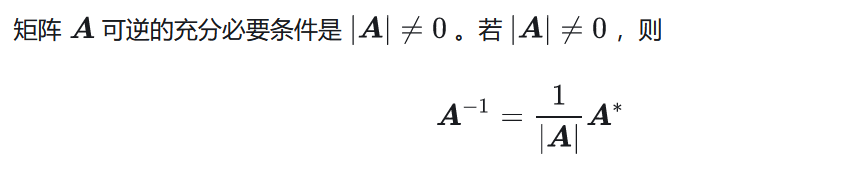 矩阵 A 可逆的充分必要条件是 |A| ≠ 0 。若 |A| ≠ 0 ，则
A⁻¹ = 1/|A| A*